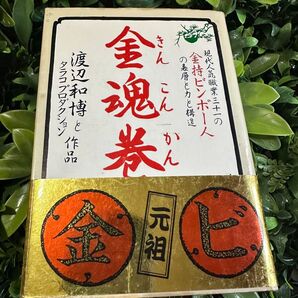 現代人気職業三十一の
金持ビンボー人
の表層と力と構造
金魂巻
きん
こん
かん
渡辺和博と
タラコプロダクション
作品
元祖
金
ビ